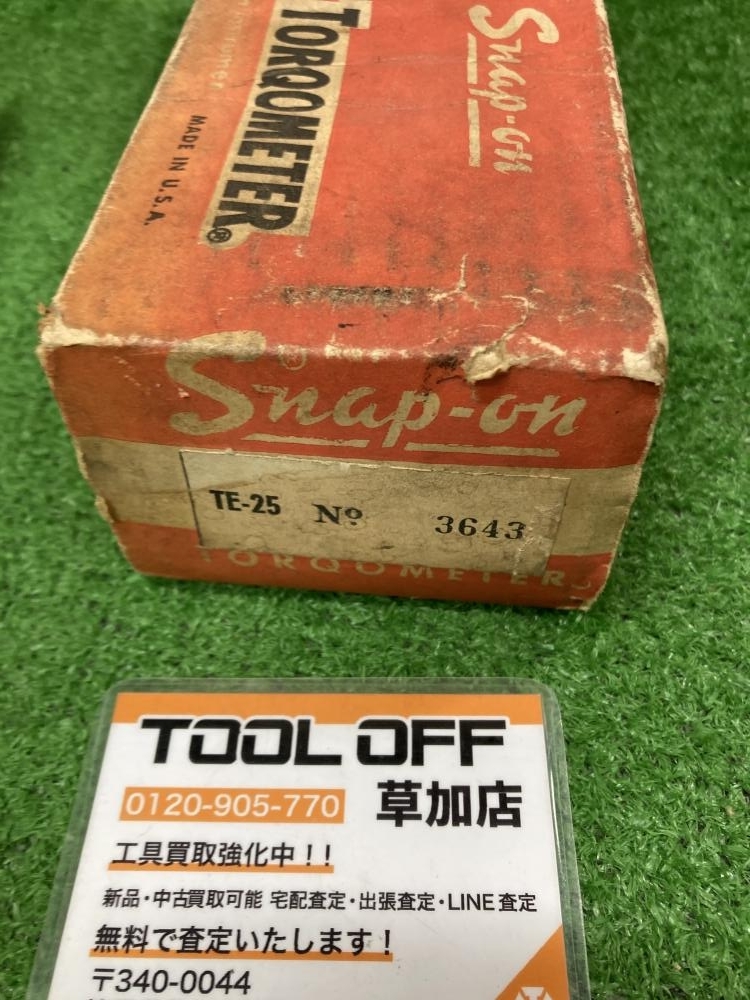 Snap-on
TORQOMETER®
MADE IN U.S.A.
Snap-on®
TE-25 Nº 3643
TORQOMETER
TOOL OFF
0120-905-770 草加店
工具買取強化中!!
新品・中古買取可能 宅配査定・出張査定・LINE査定
無料で査定いたします!
〒340-0044